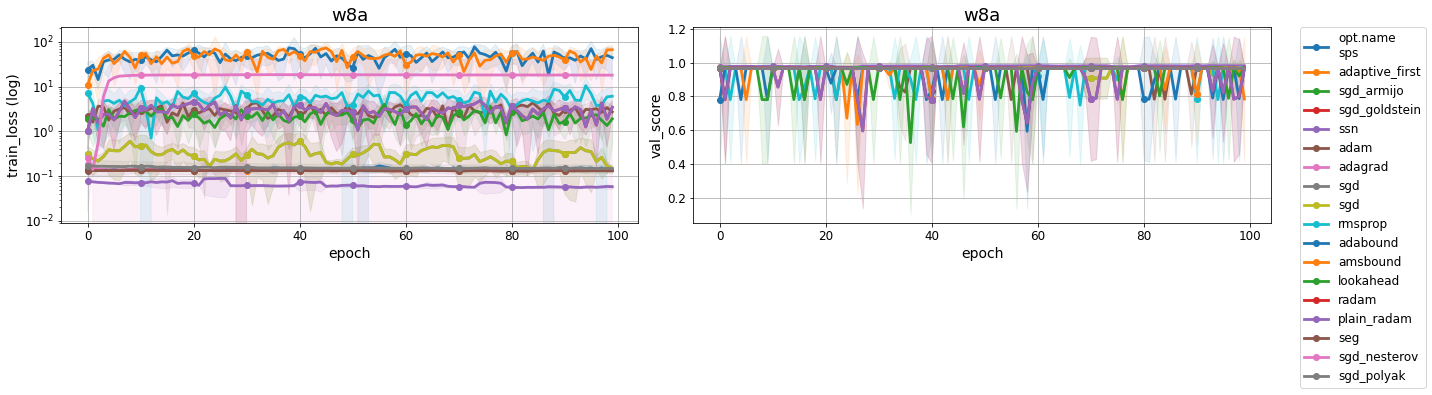 w8a
train_loss (log)
10²
10¹
10⁰
10⁻¹
10⁻²
0 20 40 60 80 100
epoch
w8a
val_score
1.2
1.0
0.8
0.6
0.4
0.2
0 20 40 60 80 100
epoch
opt.name
sps
adaptive_first
sgd_armijo
sgd_goldstein
ssn
adam
adagrad
sgd
sgd
rmsprop
adabound
amsbound
lookahead
radam
plain_radam
seg
sgd_nesterov
sgd_polyak